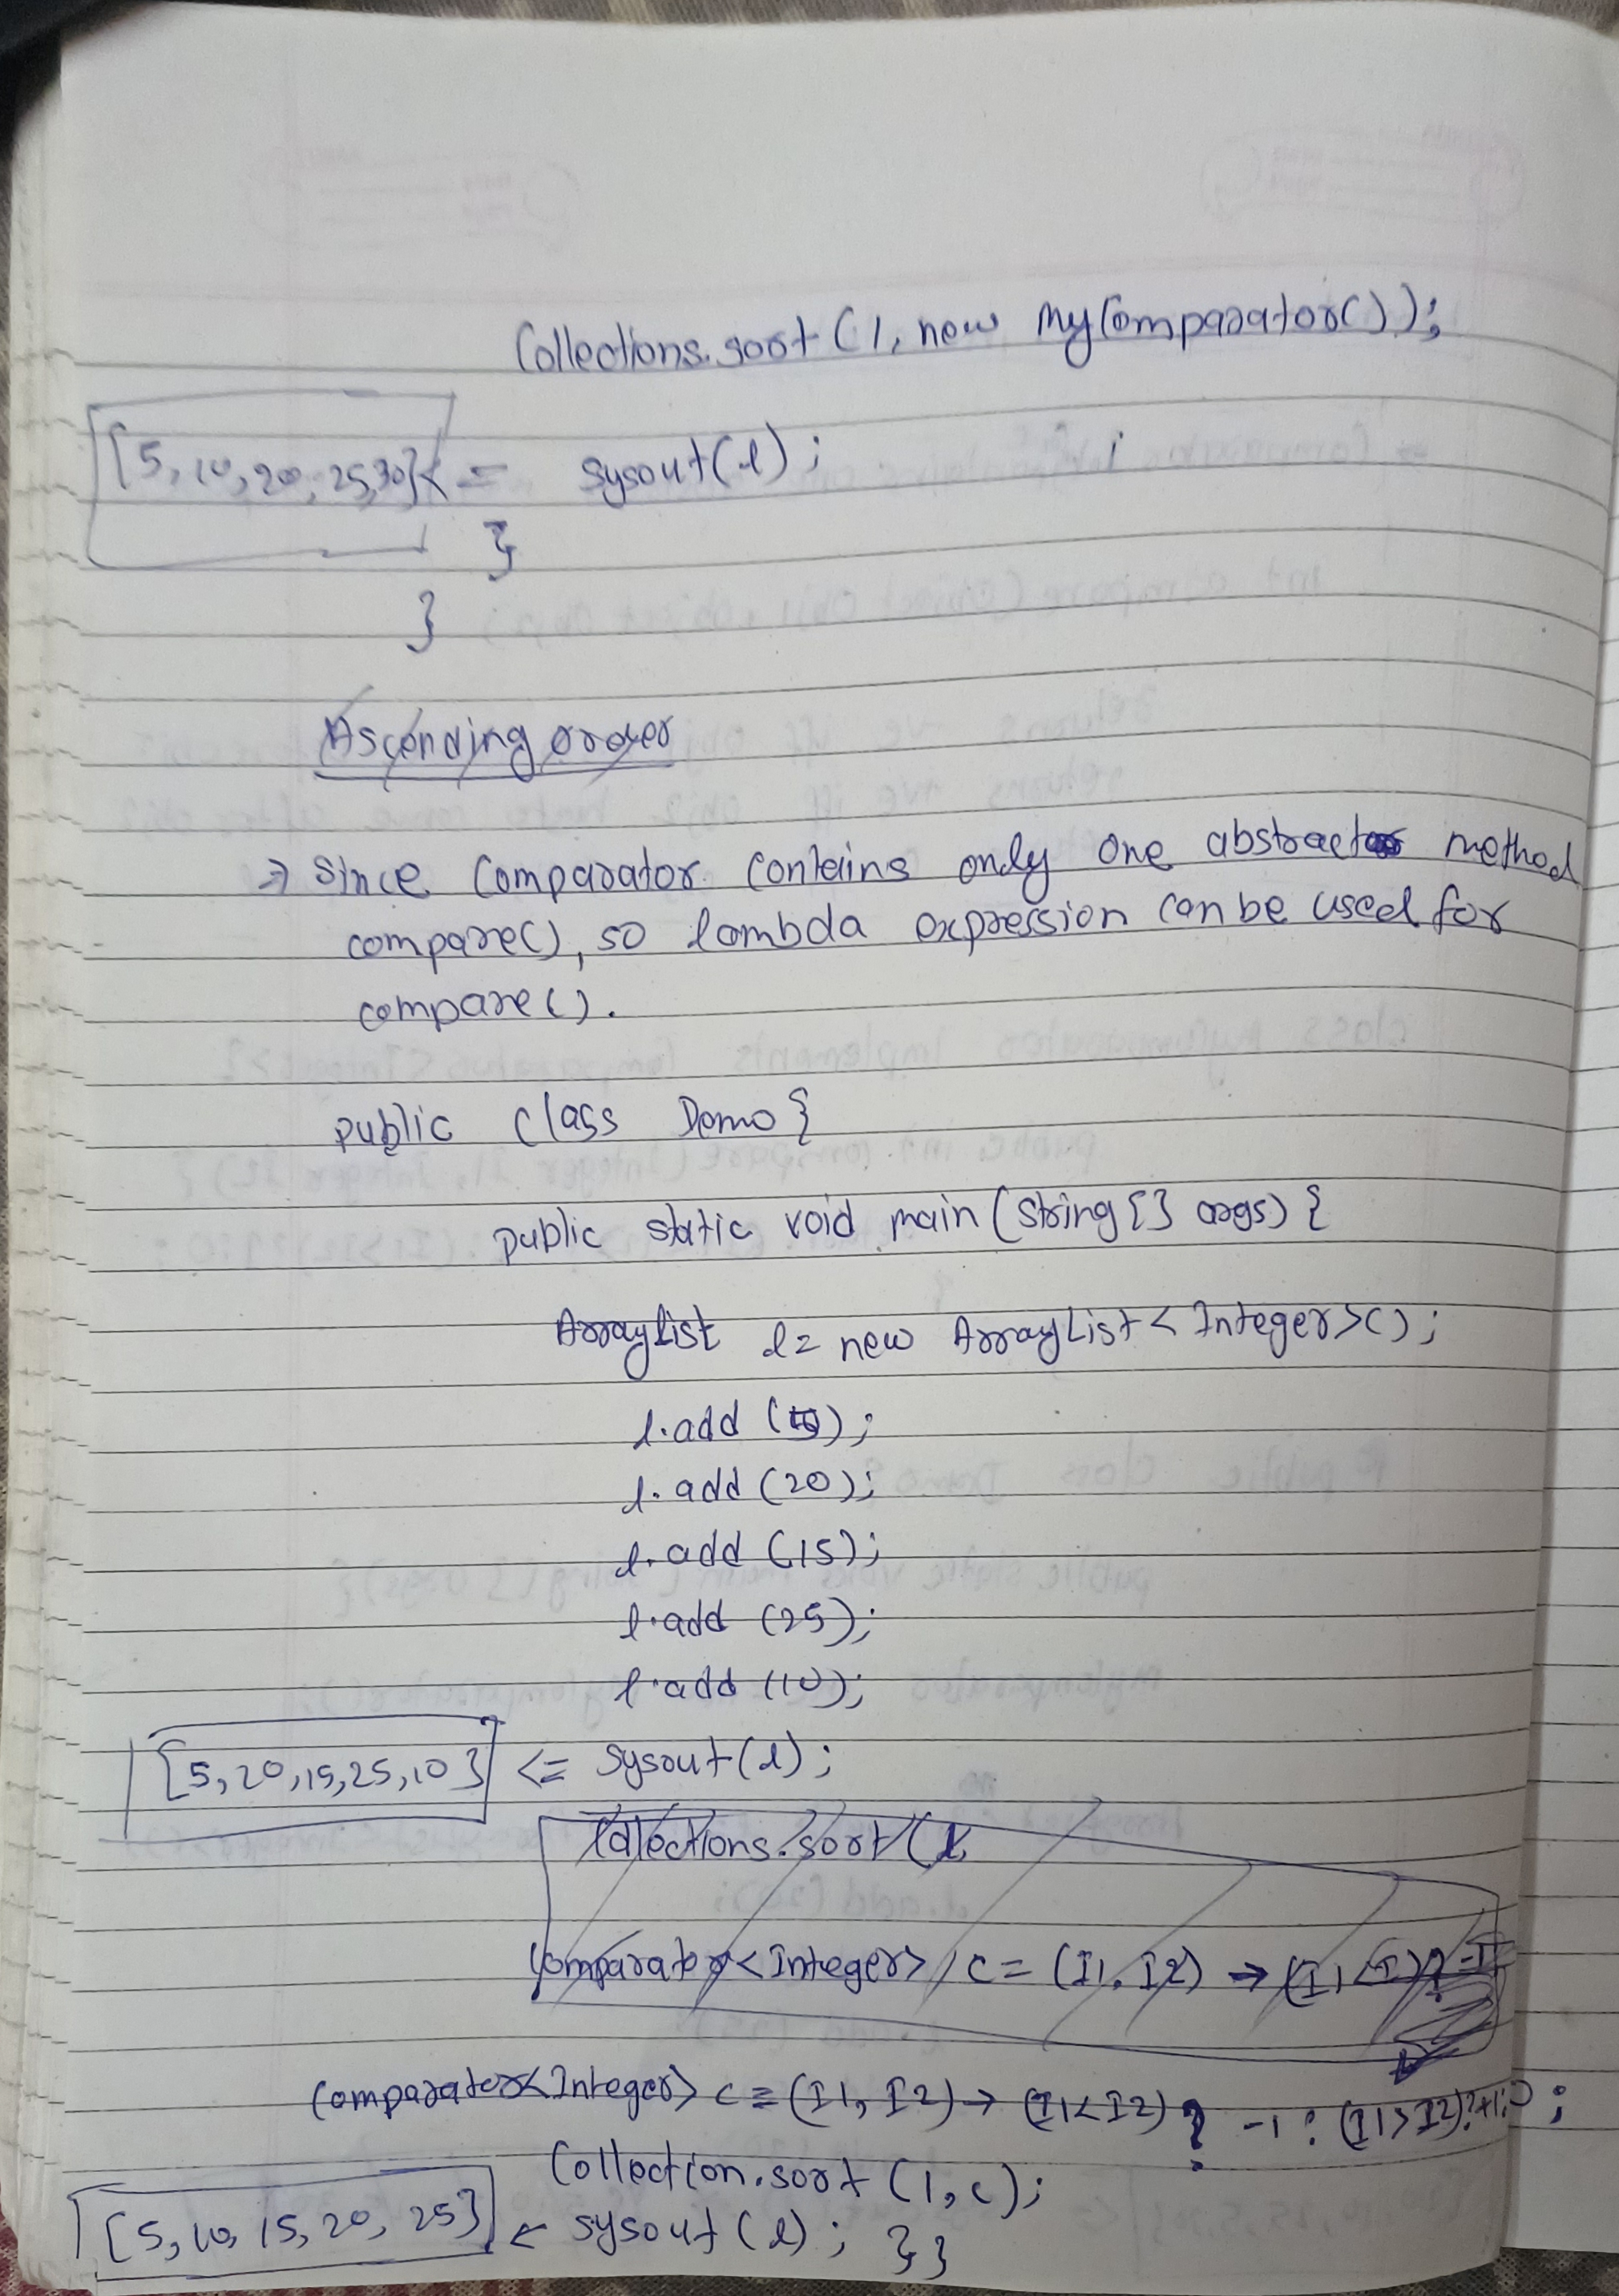 Collections.sort (l, new MyComparator());
[5, 10, 20, 25, 30] <= sysout(l);
}
}
Ascending order
→ Since Comparator contains only one abstract method
compare(), so lambda expression can be used for
compare().
public class Demo {
public static void main (String [] args) {
ArrayList l = new ArrayList < Integer > ();
l.add (5);
l.add (20);
l.add (15);
l.add (25);
l.add (10);
[5, 20, 15, 25, 10] <= sysout(l);
Collections.sort (l,
Comparator <Integer> c = (I1, I2) → (I1 < I) ? -1
Comparator <Integer> c = (I1, I2) → (I1 < I2) ? -1 : (I1 > I2) ? +1 : 0 ;
Collection.sort (l, c);
[5, 10, 15, 20, 25] < sysout (l); }}